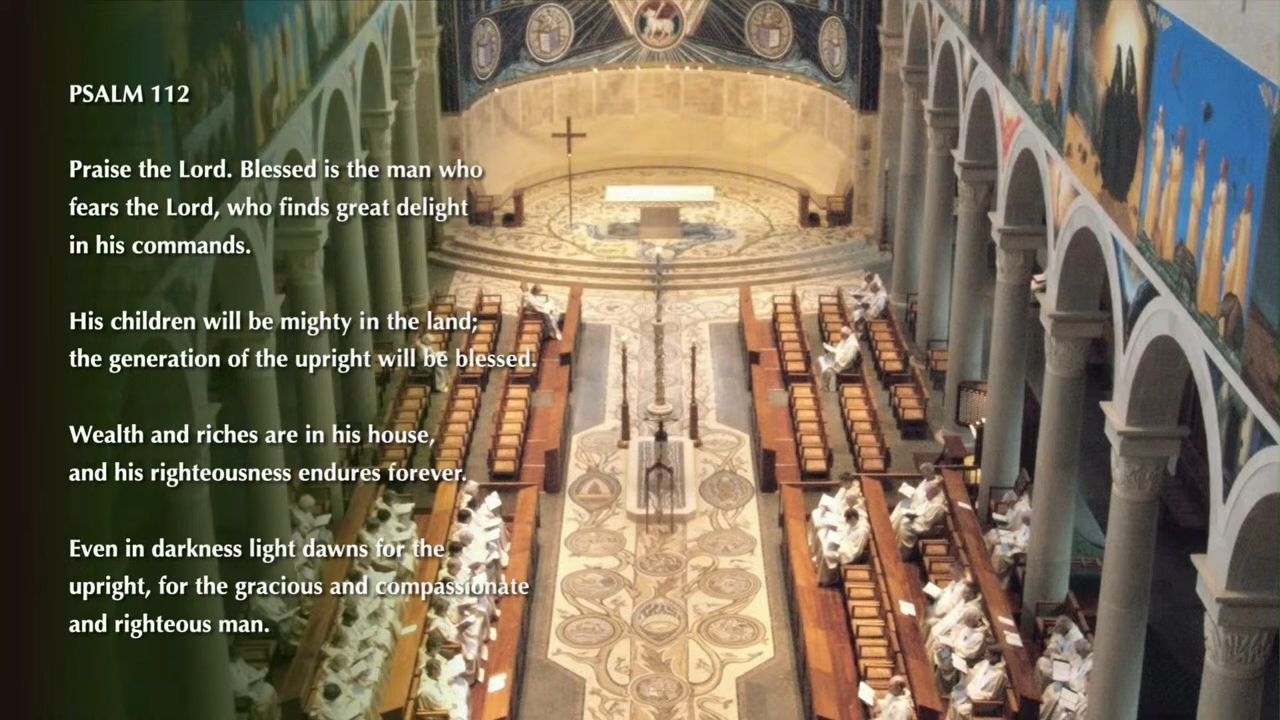 PSALM 112
Praise the Lord. Blessed is the man who
fears the Lord, who finds great delight
in his commands.
His children will be mighty in the land;
the generation of the upright will be blessed.
Wealth and riches are in his house,
and his righteousness endures forever.
Even in darkness light dawns for the
upright, for the gracious and compassionate
and righteous man.